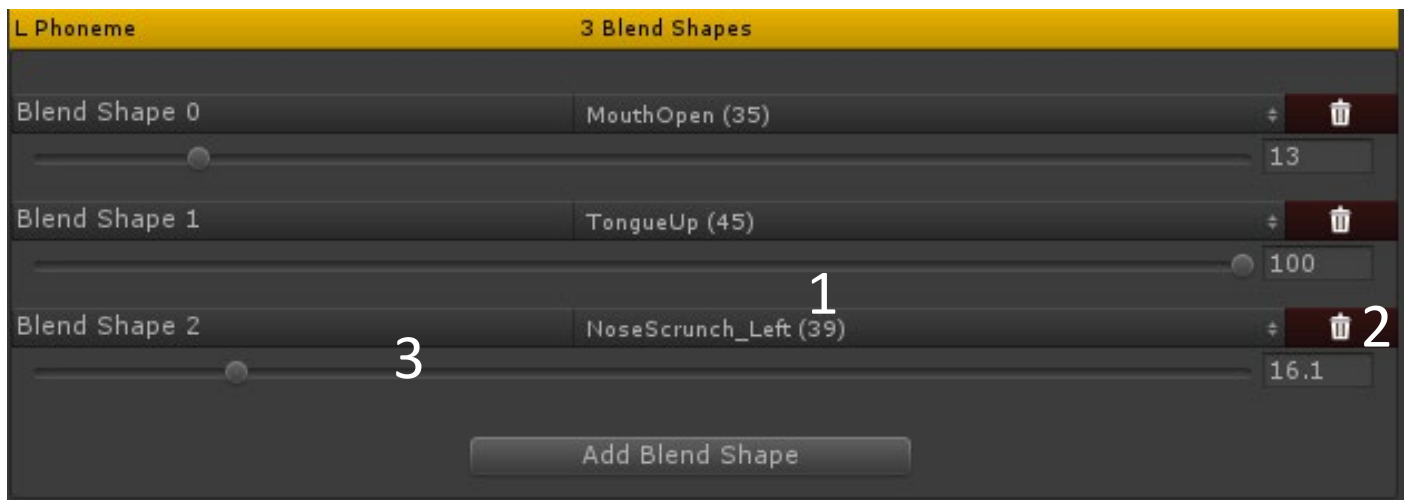 L Phoneme 3 Blend Shapes
Blend Shape 0 MouthOpen (35)
13
Blend Shape 1 TongueUp (45)
100
1
Blend Shape 2 NoseScrunch_Left (39) 2
3 16.1
Add Blend Shape